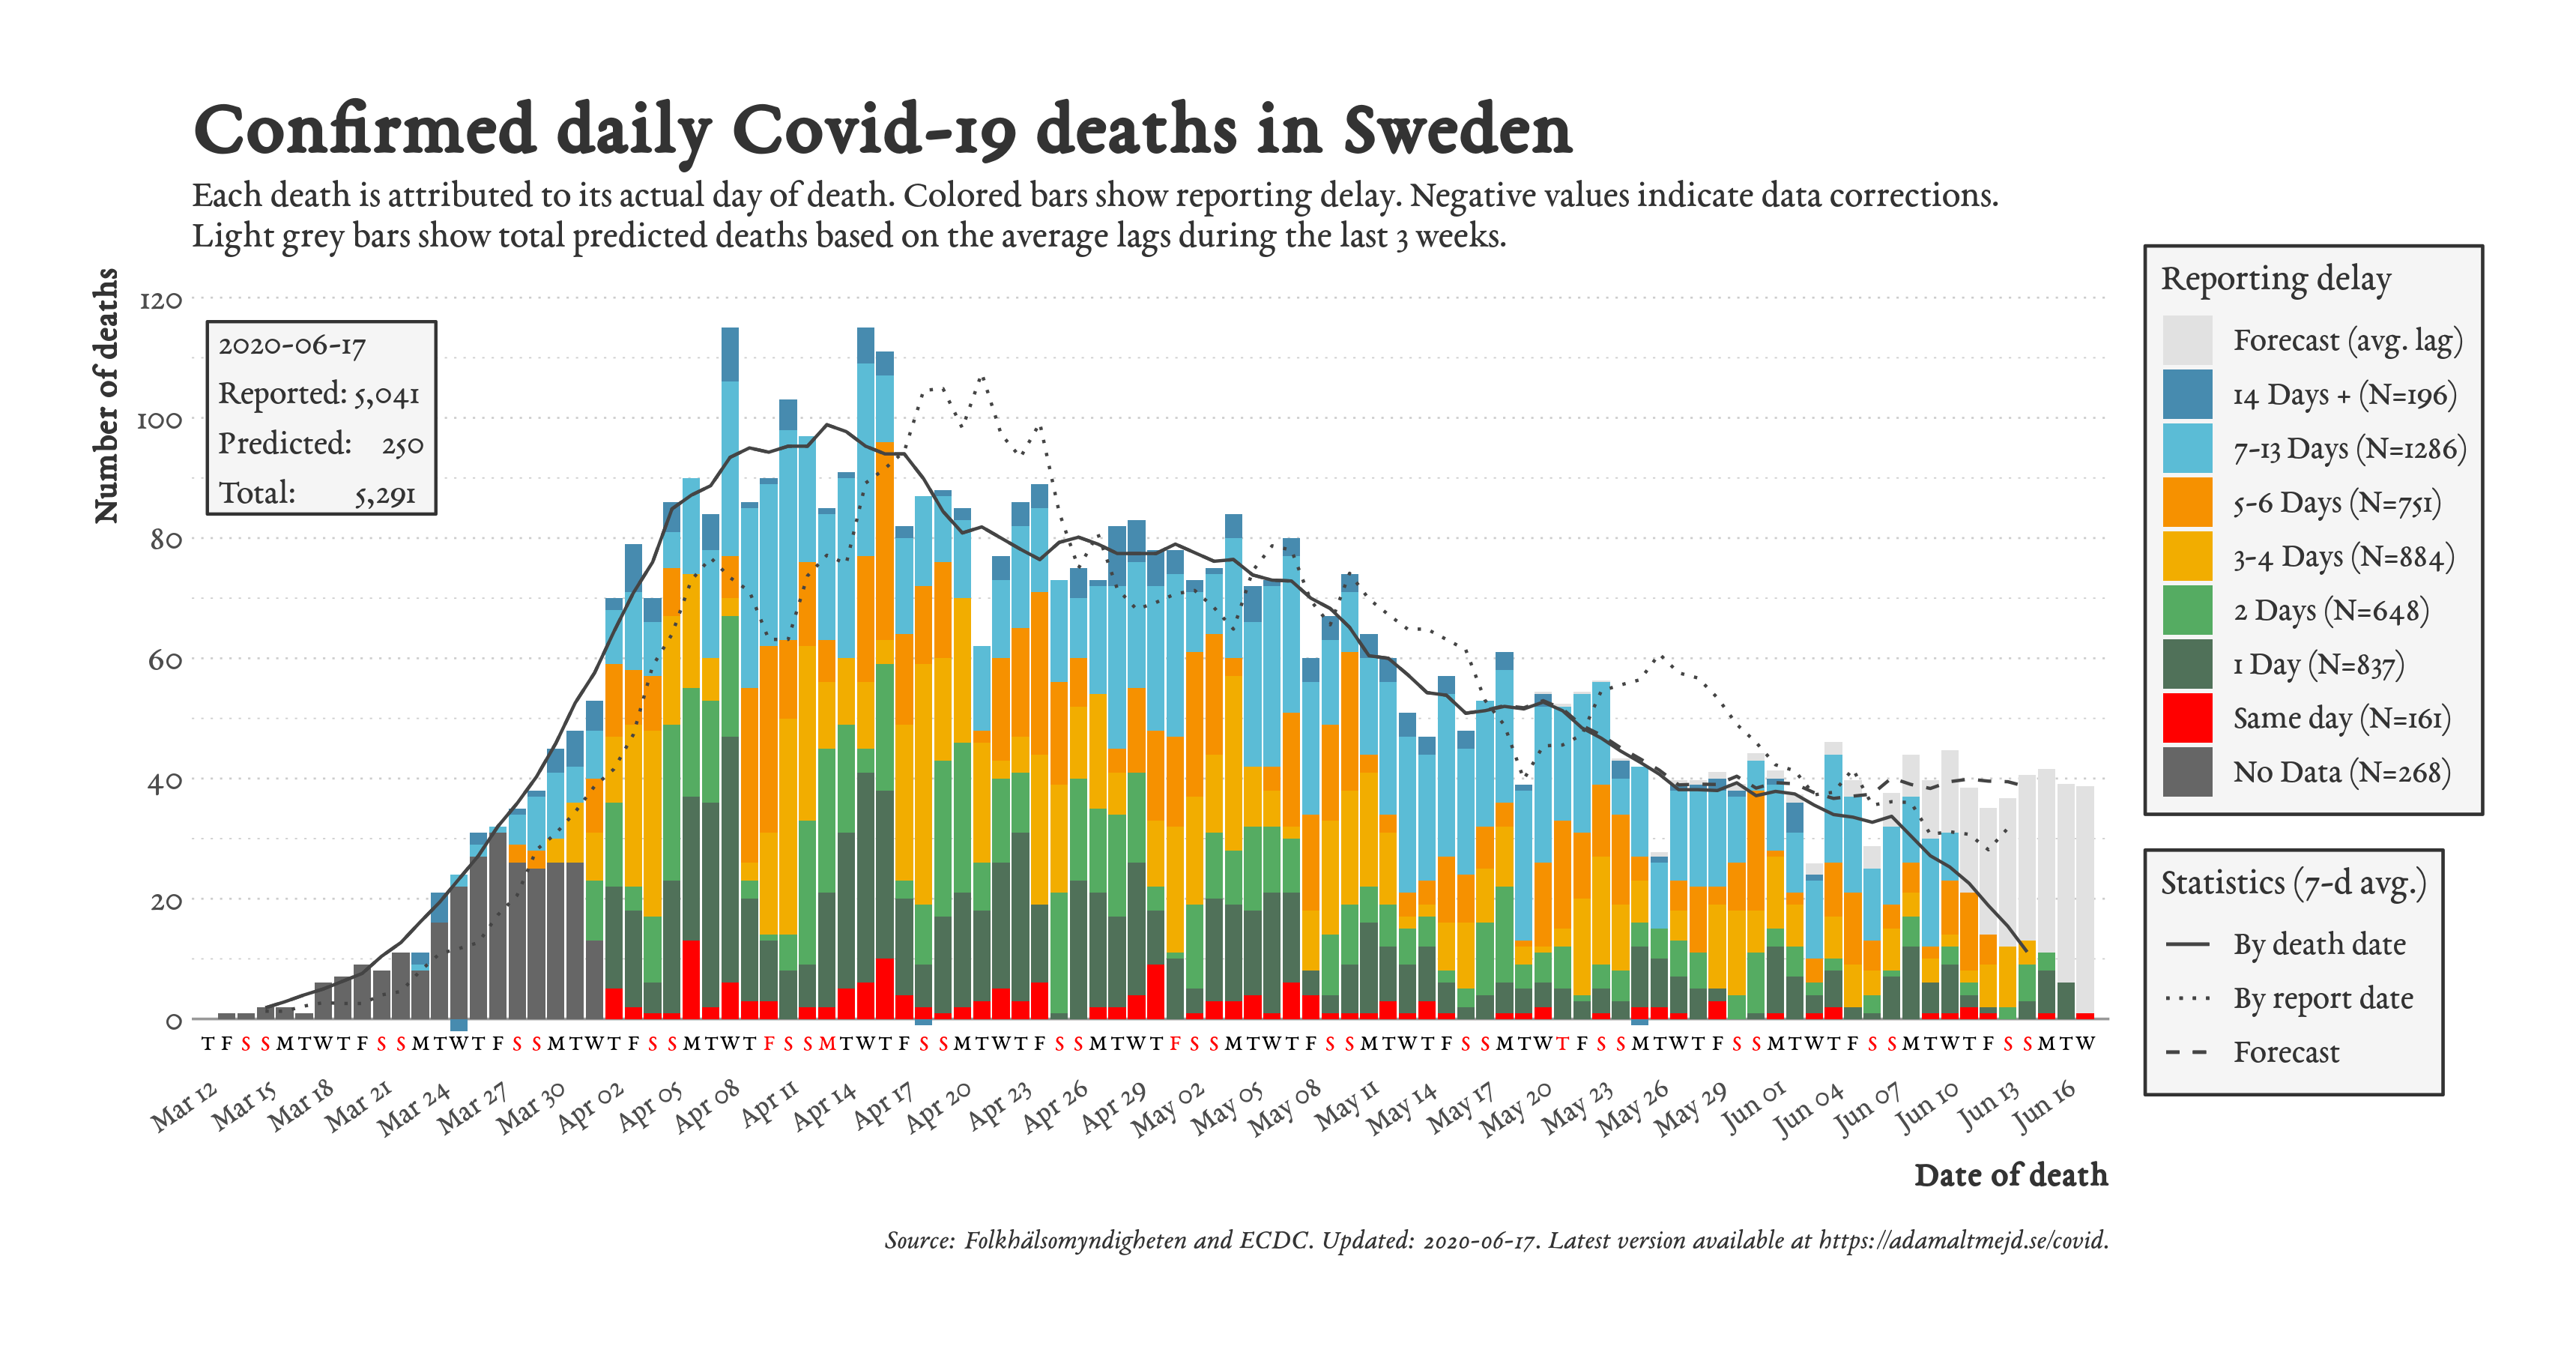 Confirmed daily Covid-19 deaths in Sweden
Each death is attributed to its actual day of death. Colored bars show reporting delay. Negative values indicate data corrections.
Light grey bars show total predicted deaths based on the average lags during the last 3 weeks.
Number of deaths
120
100
80
60
40
20
0
2020-06-17
Reported: 5,041
Predicted: 250
Total: 5,291
T F S S M T W T F S S M T W T F S S M T W T F S S M T W T F S S M T W T F S S M T W T F S S M T W T F S S M T W T F S S M T W T F S S M T W T F S S M T W T F S S M T W T F S S M T W T F S S M T W
Mar 12 Mar 15 Mar 18 Mar 21 Mar 24 Mar 27 Mar 30 Apr 02 Apr 05 Apr 08 Apr 11 Apr 14 Apr 17 Apr 20 Apr 23 Apr 26 Apr 29 May 02 May 05 May 08 May 11 May 14 May 17 May 20 May 23 May 26 May 29 Jun 01 Jun 04 Jun 07 Jun 10 Jun 13 Jun 16
Date of death
Reporting delay
Forecast (avg. lag)
14 Days + (N=196)
7-13 Days (N=1286)
5-6 Days (N=751)
3-4 Days (N=884)
2 Days (N=648)
1 Day (N=837)
Same day (N=161)
No Data (N=268)
Statistics (7-d avg.)
By death date
By report date
Forecast
Source: Folkhälsomyndigheten and ECDC. Updated: 2020-06-17. Latest version available at https://adamaltmejd.se/covid.